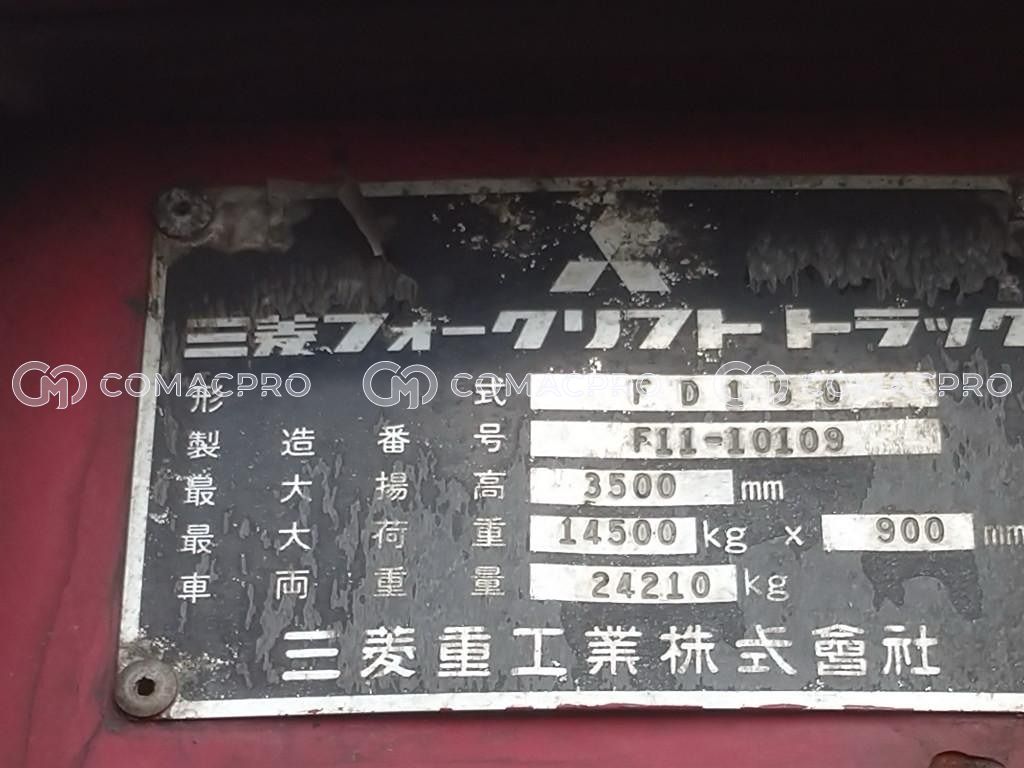 三菱フォークリフト トラック
形式 FD150
製造番号 F11-10109
最大揚高 3500 mm
最大荷重 14500 kg x 900 mm
車両重量 24210 kg
三菱重工業株式會社
COMACPRO COMACPRO COMACPRO